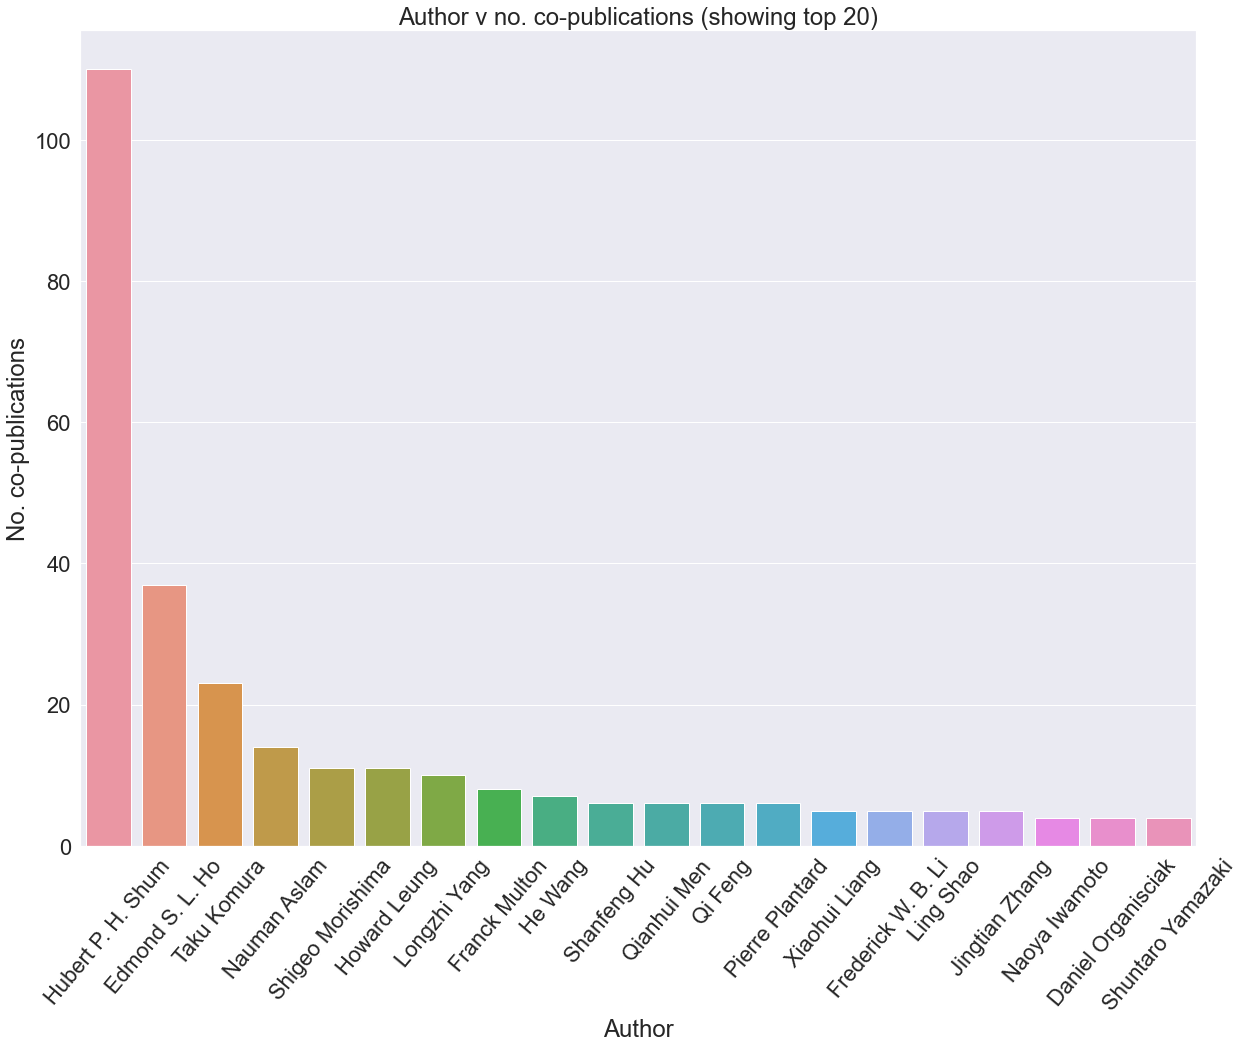 Author v no. co-publications (showing top 20)
No. co-publications
100
80
60
40
20
0
Hubert P. H. Shum
Edmond S. L. Ho
Taku Komura
Nauman Aslam
Shigeo Morishima
Howard Leung
Longzhi Yang
Franck Multon
He Wang
Shanfeng Hu
Qianhui Men
Qi Feng
Pierre Plantard
Xiaohui Liang
Frederick W. B. Li
Ling Shao
Jingtian Zhang
Naoya Iwamoto
Daniel Organisciak
Shuntaro Yamazaki
Author